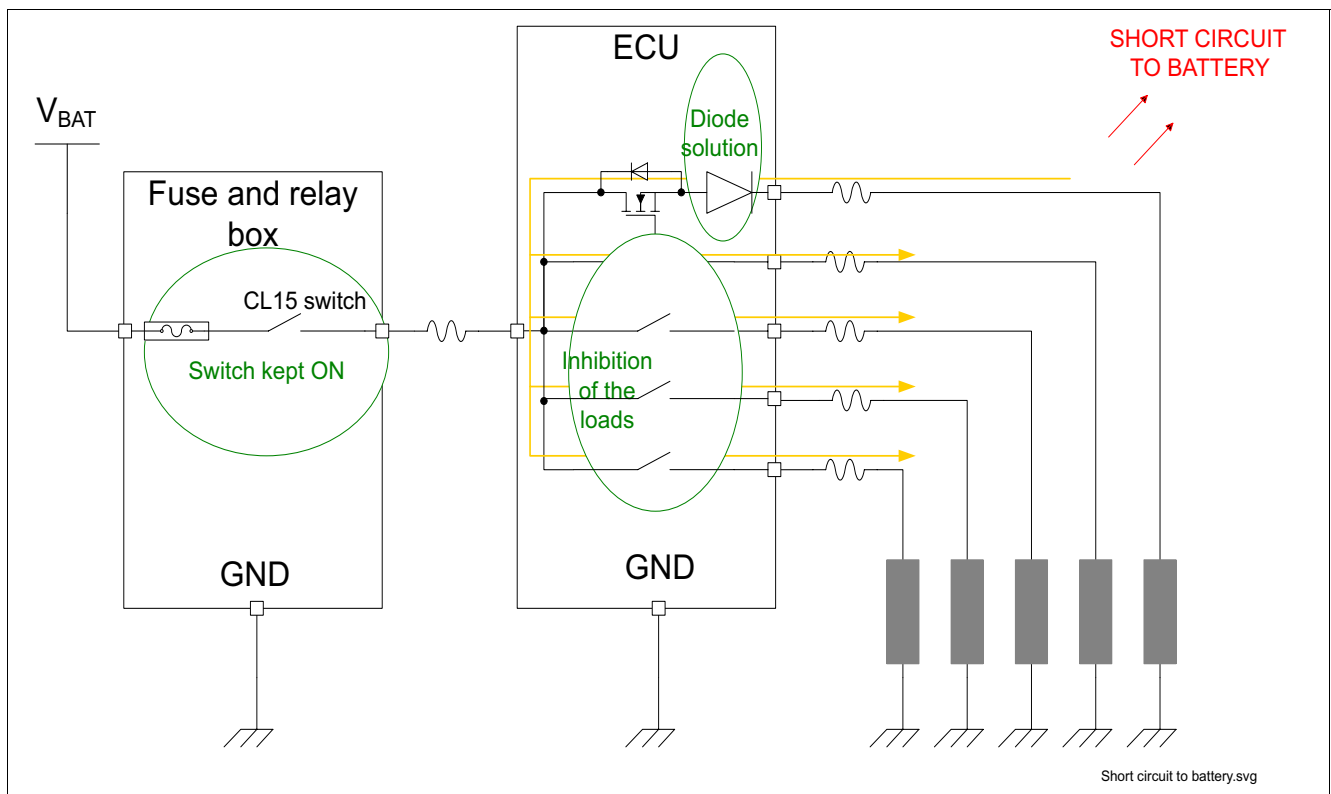 ECU
SHORT CIRCUIT
TO BATTERY
VBAT
Diode
solution
Fuse and relay
box
CL15 switch
Switch kept ON
Inhibition
of the
loads
GND
GND
Short circuit to battery.svg